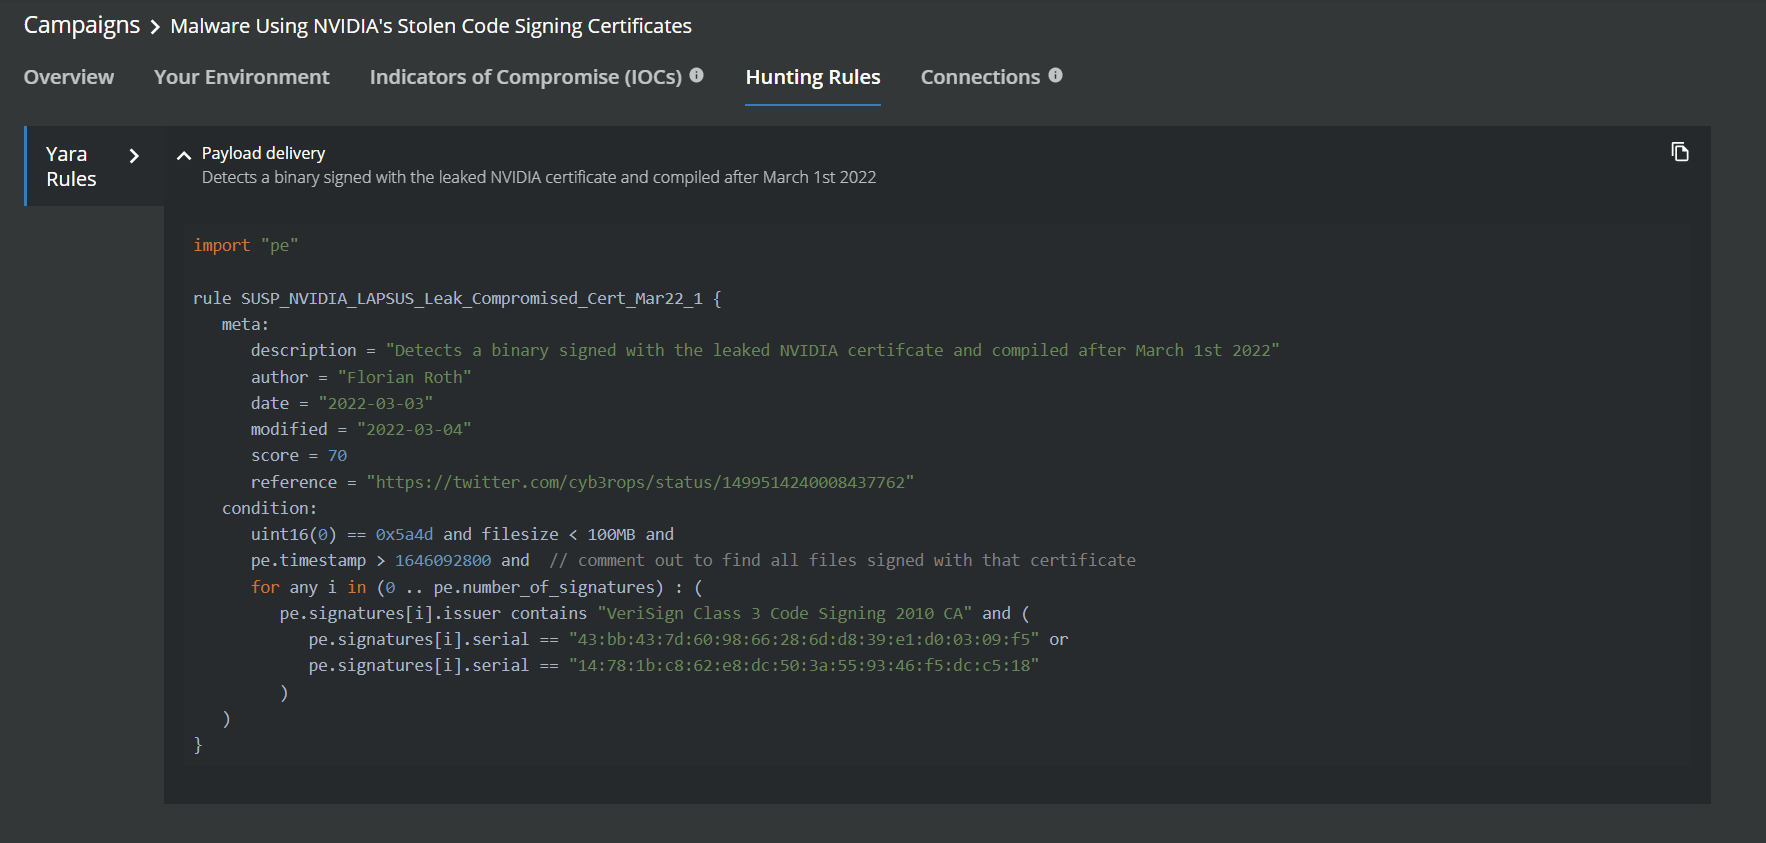 Campaigns > Malware Using NVIDIA's Stolen Code Signing Certificates
Overview Your Environment Indicators of Compromise (IOCs) Hunting Rules Connections
Yara
Rules
Payload delivery
Detects a binary signed with the leaked NVIDIA certificate and compiled after March 1st 2022
import "pe"
rule SUSP_NVIDIA_LAPSUS_Leak_Compromised_Cert_Mar22_1 {
meta:
description = "Detects a binary signed with the leaked NVIDIA certifcate and compiled after March 1st 2022"
author = "Florian Roth"
date = "2022-03-03"
modified = "2022-03-04"
score = 70
reference = "https://twitter.com/cyb3rops/status/1499514240008437762"
condition:
uint16(0) == 0x5a4d and filesize < 100MB and
pe.timestamp > 1646092800 and // comment out to find all files signed with that certificate
for any i in (0 .. pe.number_of_signatures) : (
pe.signatures[i].issuer contains "VeriSign Class 3 Code Signing 2010 CA" and (
pe.signatures[i].serial == "43:bb:43:7d:60:98:66:28:6d:d8:39:e1:d0:03:09:f5" or
pe.signatures[i].serial == "14:78:1b:c8:62:e8:dc:50:3a:55:93:46:f5:dc:c5:18"
)
)
}